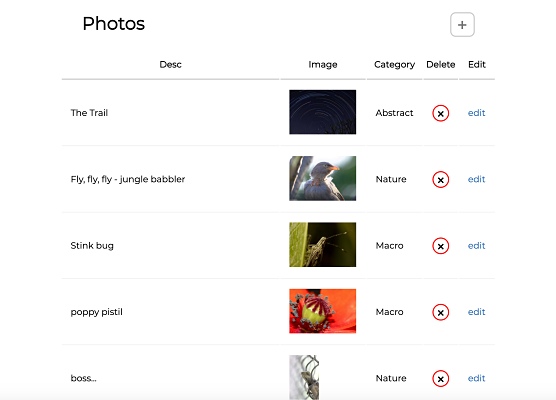 Photos +
Desc Image Category Delete Edit
The Trail Abstract edit
Fly, fly, fly - jungle babbler Nature edit
Stink bug Macro edit
poppy pistil Macro edit
boss... Nature edit